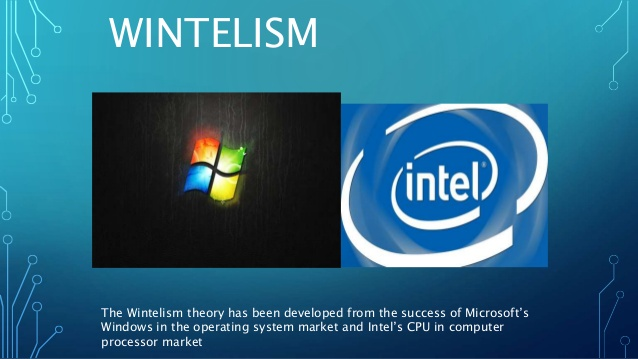 WINTELISM
intel®
The Wintelism theory has been developed from the success of Microsoft's
Windows in the operating system market and Intel's CPU in computer
processor market